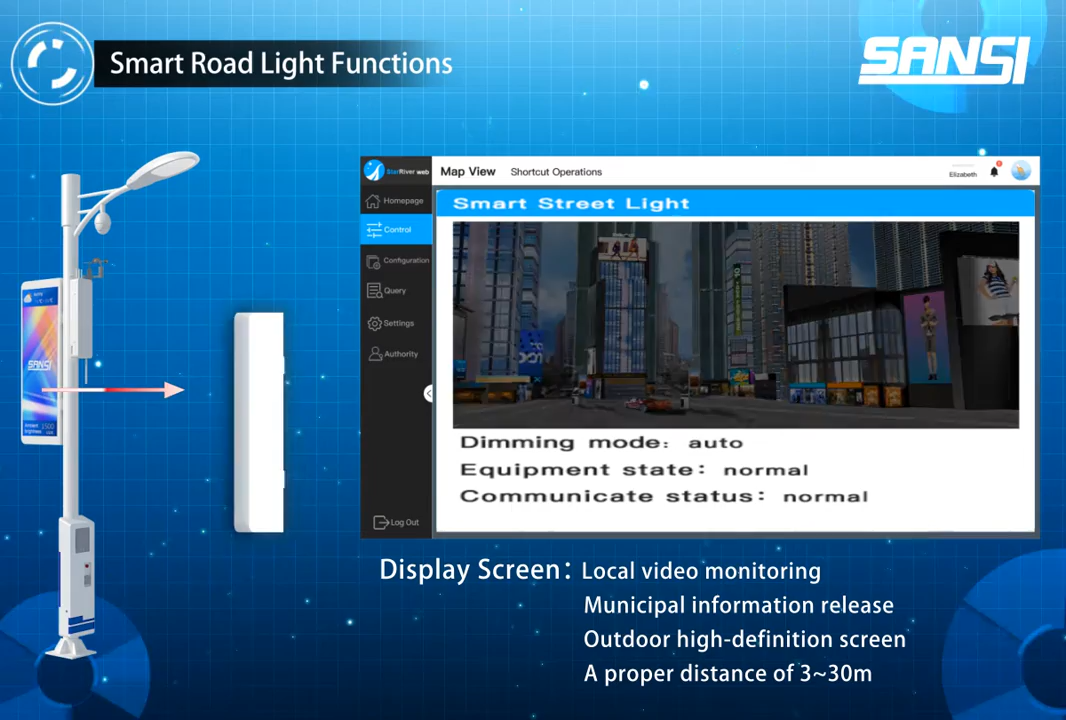 Smart Road Light Functions
SANSI
StarRiver web
Map View
Shortcut Operations
Elizabeth
Homepage
Control
Configuration
Query
Settings
Authority
Log Out
Smart Street Light
Dimming mode: auto
Equipment state: normal
Communicate status: normal
SANSI
Display Screen: Local video monitoring
Municipal information release
Outdoor high-definition screen
A proper distance of 3~30m